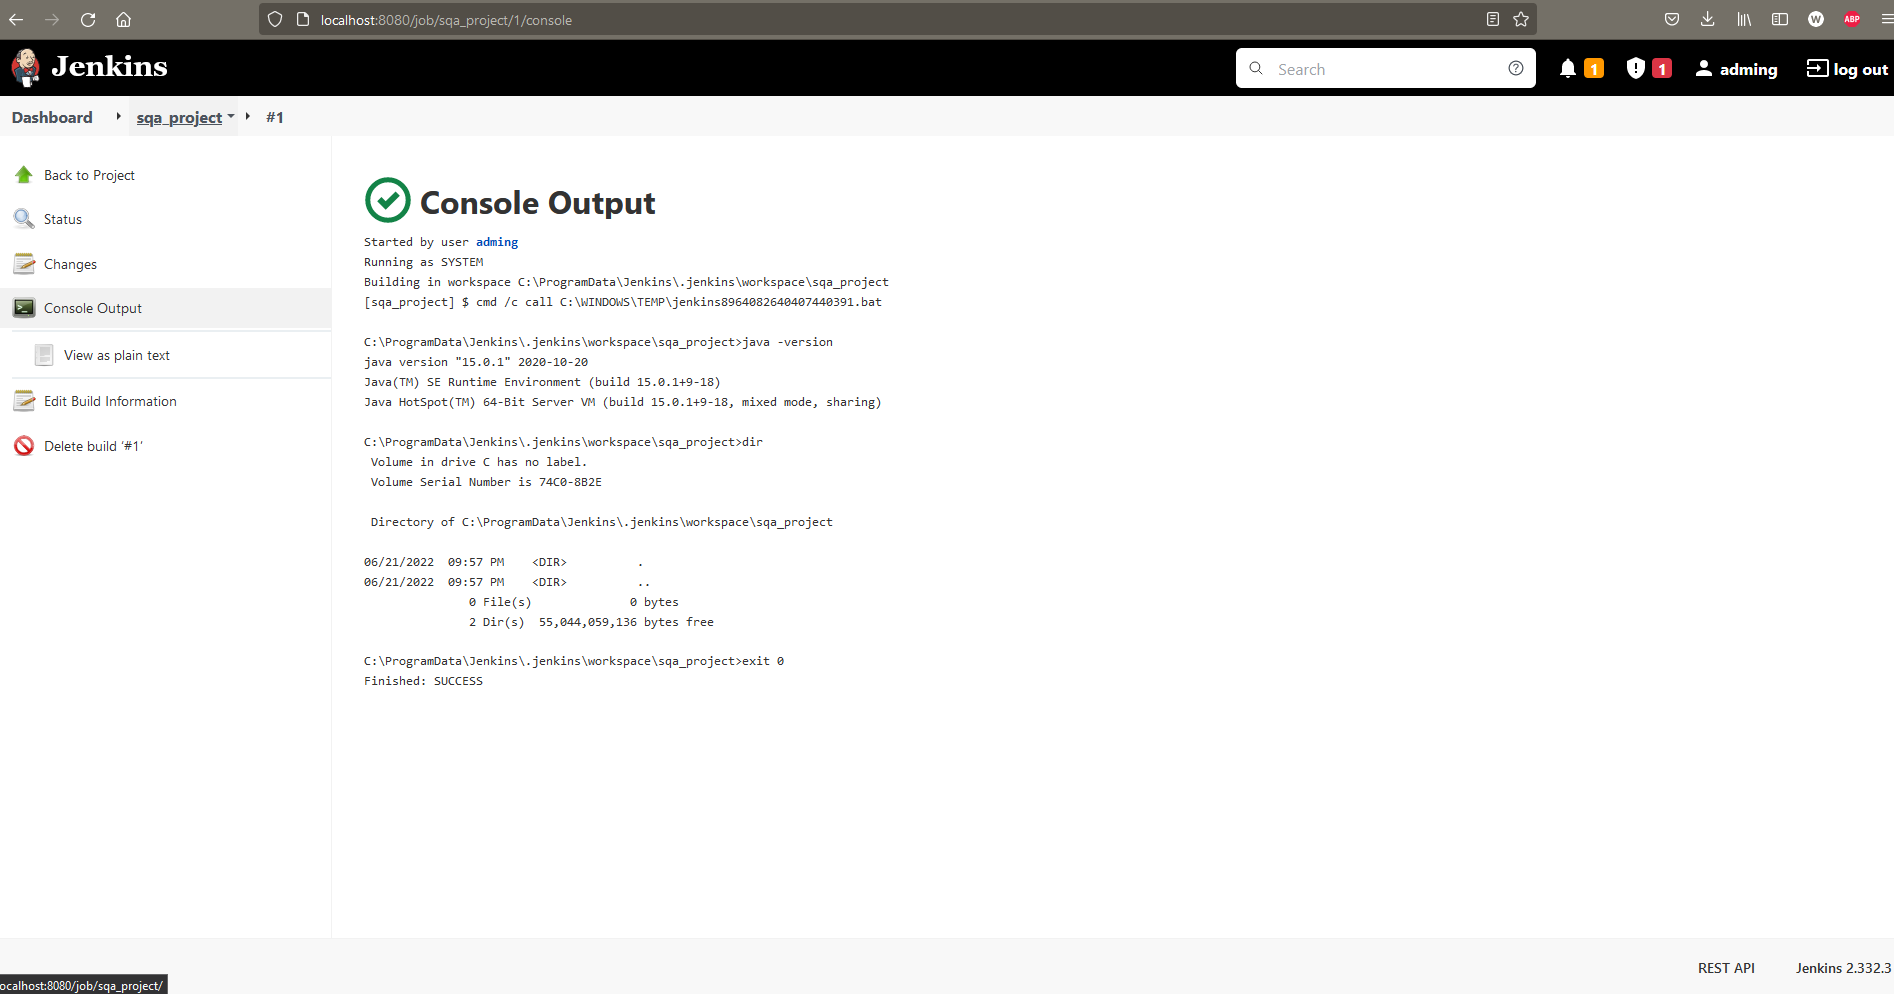 localhost:8080/job/sqa_project/1/console
W
ABP
Jenkins
Search
1
1
adming
log out
Dashboard
sqa_project
#1
Back to Project
Status
Changes
Console Output
View as plain text
Edit Build Information
Delete build '#1'
Console Output
Started by user adming
Running as SYSTEM
Building in workspace C:\ProgramData\Jenkins\.jenkins\workspace\sqa_project
[sqa_project] $ cmd /c call C:\WINDOWS\TEMP\jenkins8964082640407440391.bat
C:\ProgramData\Jenkins\.jenkins\workspace\sqa_project>java -version
java version "15.0.1" 2020-10-20
Java(TM) SE Runtime Environment (build 15.0.1+9-18)
Java HotSpot(TM) 64-Bit Server VM (build 15.0.1+9-18, mixed mode, sharing)
C:\ProgramData\Jenkins\.jenkins\workspace\sqa_project>dir
Volume in drive C has no label.
Volume Serial Number is 74C0-8B2E
Directory of C:\ProgramData\Jenkins\.jenkins\workspace\sqa_project
06/21/2022  09:57 PM    <DIR>          .
06/21/2022  09:57 PM    <DIR>          ..
0 File(s)              0 bytes
2 Dir(s)  55,044,059,136 bytes free
C:\ProgramData\Jenkins\.jenkins\workspace\sqa_project>exit 0
Finished: SUCCESS
REST API
Jenkins 2.332.3
ocalhost:8080/job/sqa_project/